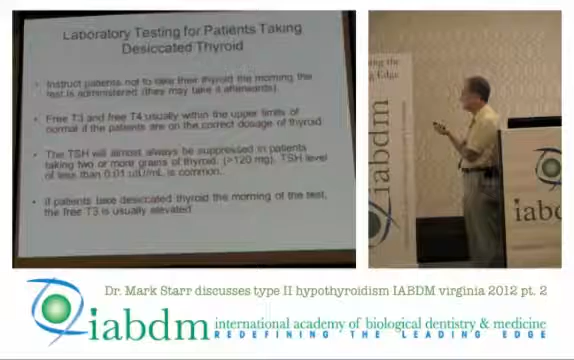 Laboratory Testing for Patients Taking
Desiccated Thyroid
• Instruct patients not to take their thyroid the morning the
test is administered (they may take it afterwards).
• Free T3 and free T4 usually within the upper limits of
normal if the patients are on the correct dosage of thyroid.
• The TSH will almost always be suppressed in patients
taking two or more grains of thyroid. (>120 mg). TSH level
of less than 0.01 uIU/mL is common.
• If patients take desiccated thyroid the morning of the test,
the free T3 is usually elevated
ing the
g Edge
iabdm
iabd
Dr. Mark Starr discusses type II hypothyroidism IABDM virginia 2012 pt. 2
iabdm international academy of biological dentistry & medicine
REDEFINING THE LEADING EDGE